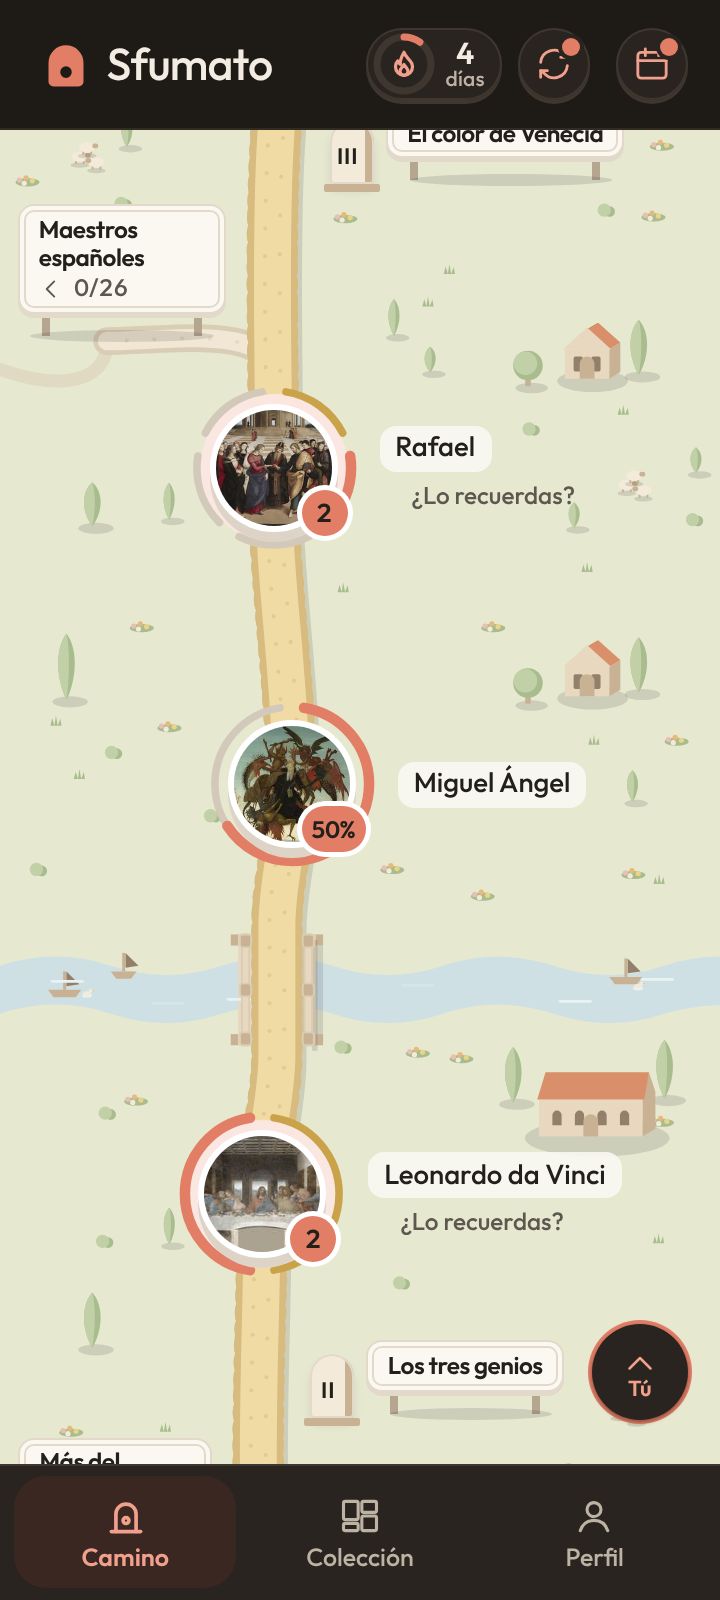 Sfumato
4
días
III
El color de Venecia
Maestros
españoles
0/26
Rafael
2
¿Lo recuerdas?
Miguel Ángel
50%
Leonardo da Vinci
2
¿Lo recuerdas?
II
Los tres genios
Tú
Más del
Camino
Colección
Perfil